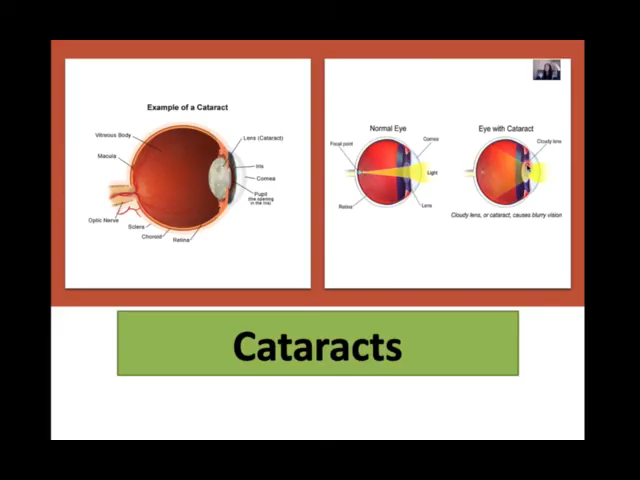 Example of a Cataract
Vitreous Body
Macula
Optic Nerve
Sclera
Choroid
Retina
Lens (Cataract)
Iris
Cornea
Pupil
(the opening
in the iris)
Normal Eye
Focal point
Cornea
Light
Retina
Lens
Eye with Cataract
Cloudy lens
Cloudy lens, or cataract, causes blurry vision
Cataracts